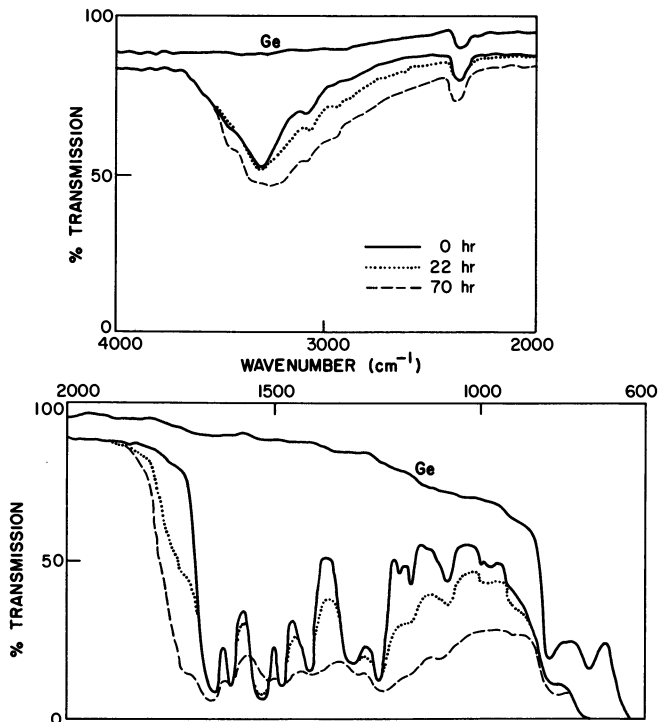 100
Ge
% TRANSMISSION
50
0 hr
22 hr
70 hr
0
4000
3000
2000
WAVENUMBER (cm⁻¹)
2000
1500
1000
600
100
Ge
% TRANSMISSION
50
0